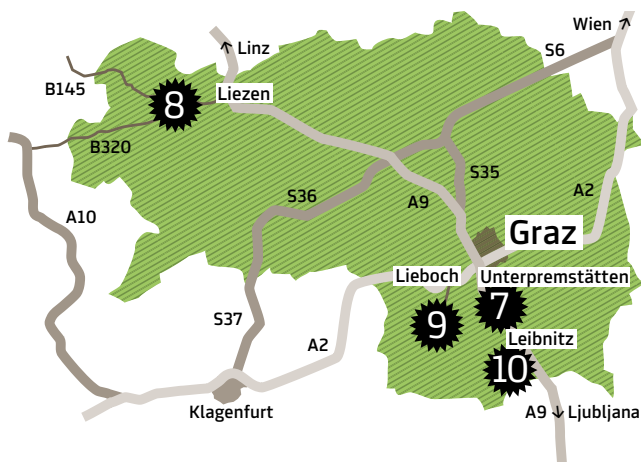 Wien ↗
↑ Linz
S6
B145
8
Liezen
B320
S36
S35
A9
A2
A10
Graz
Lieboch
Unterpremstätten
7
9
S37
A2
Leibnitz
10
Klagenfurt
A9 ↓ Ljubljana